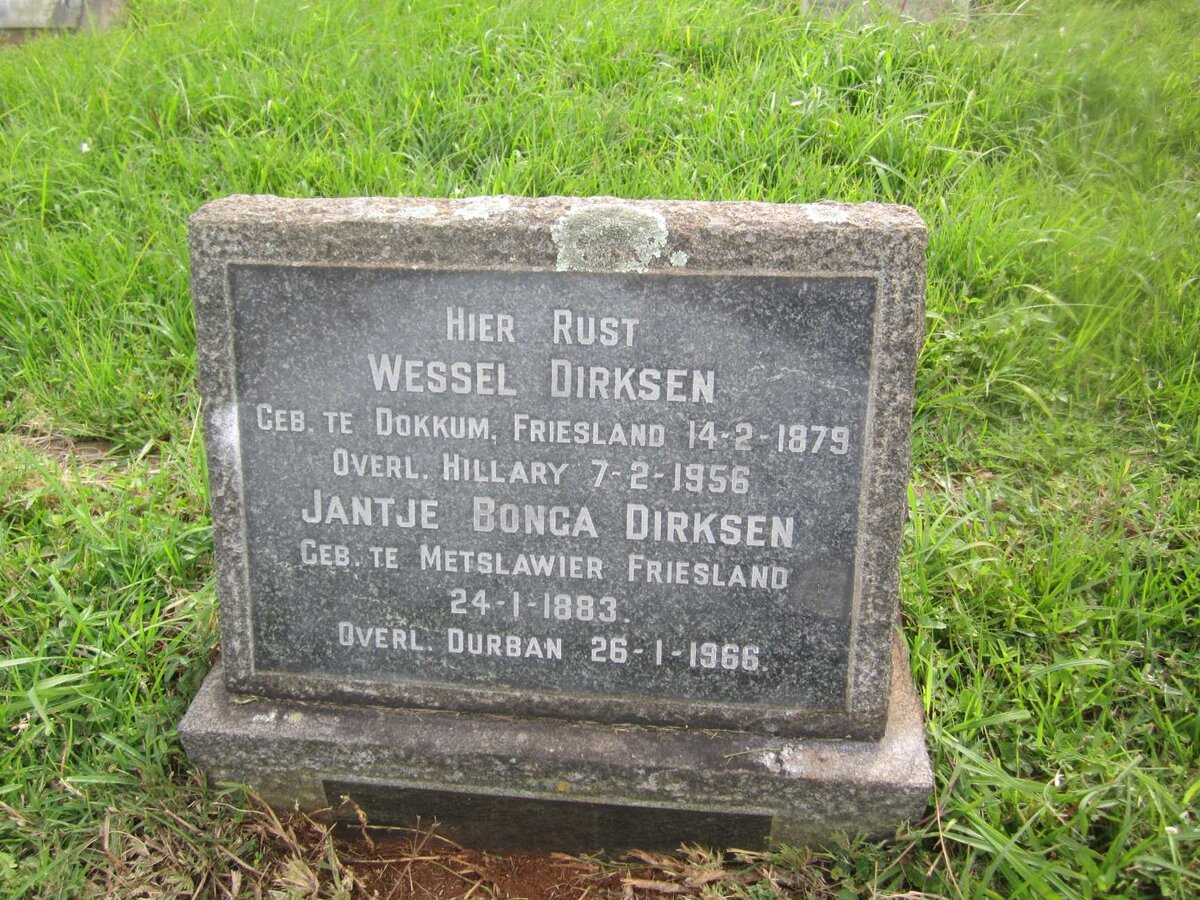 HIER RUST
WESSEL DIRKSEN
GEB. TE DOKKUM, FRIESLAND 14-2-1879
OVERL. HILLARY 7-2-1956
JANTJE BONGA DIRKSEN
GEB. TE METSLAWIER FRIESLAND
24-1-1883.
OVERL. DURBAN 26-1-1966